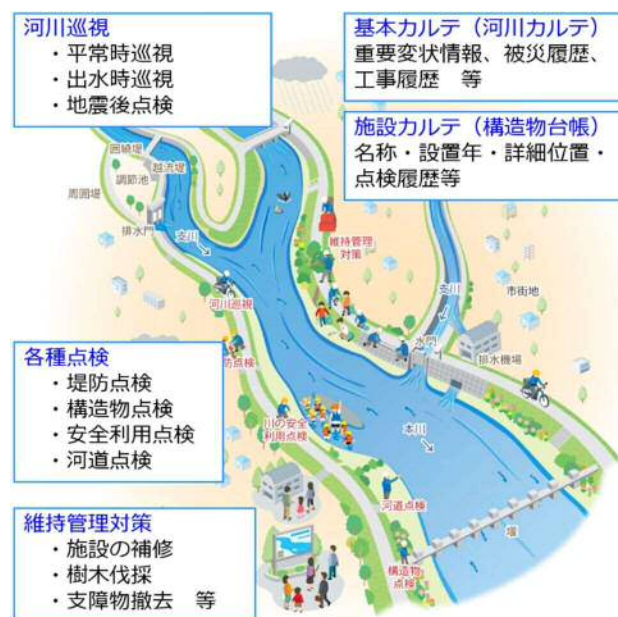 河川巡視
・平常時巡視
・出水時巡視
・地震後点検
基本カルテ（河川カルテ）
重要変状情報、被災履歴、
工事履歴　等
施設カルテ（構造物台帳）
名称・設置年・詳細位置・
点検履歴等
囲繞堤
越流堤
調節池
周囲堤
排水門
支川
維持管理
対策
河川巡視
支川
市街地
水門
排水機場
防点検
川の安全
利用点検
本川
河道点検
堰
構造物
点検
各種点検
・堤防点検
・構造物点検
・安全利用点検
・河道点検
維持管理対策
・施設の補修
・樹木伐採
・支障物撤去　等